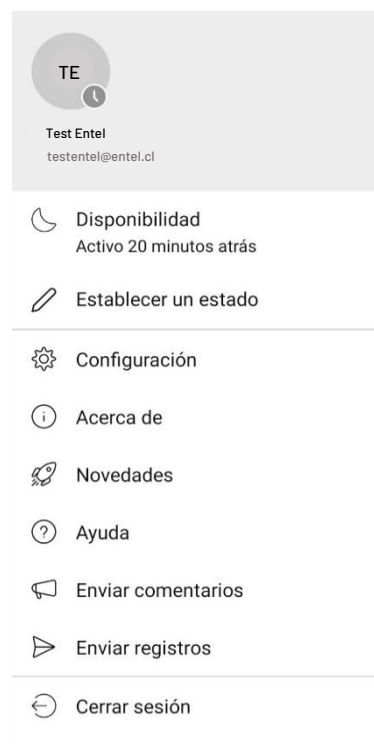 TE
Test Entel
testentel@entel.cl
Disponibilidad
Activo 20 minutos atrás
Establecer un estado
Configuración
Acerca de
Novedades
Ayuda
Enviar comentarios
Enviar registros
Cerrar sesión